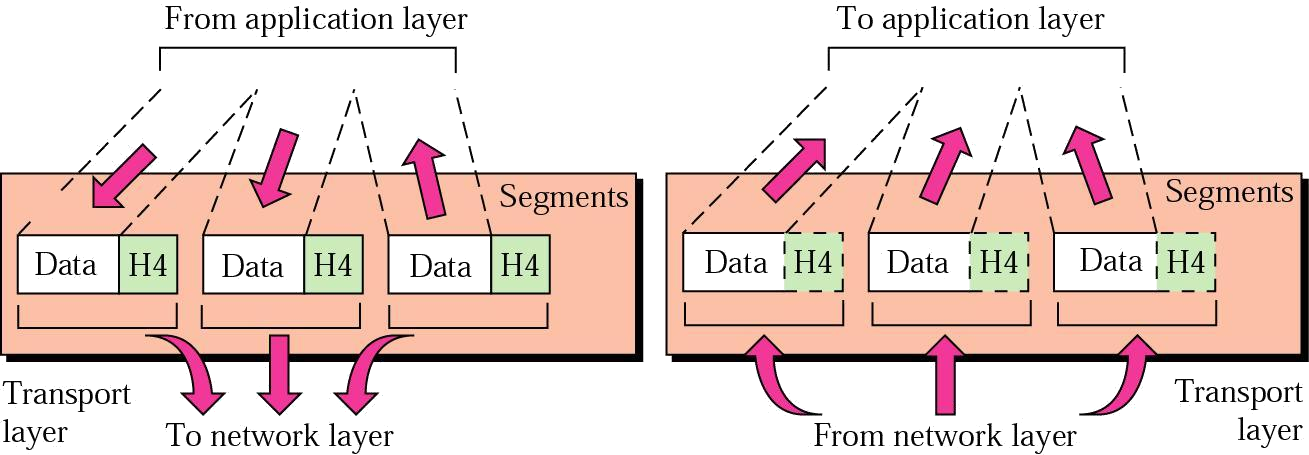 From application layer
To application layer
Segments
Segments
Data H4 Data H4 Data H4
Data H4 Data H4 Data H4
Transport
layer
To network layer
From network layer
Transport
layer